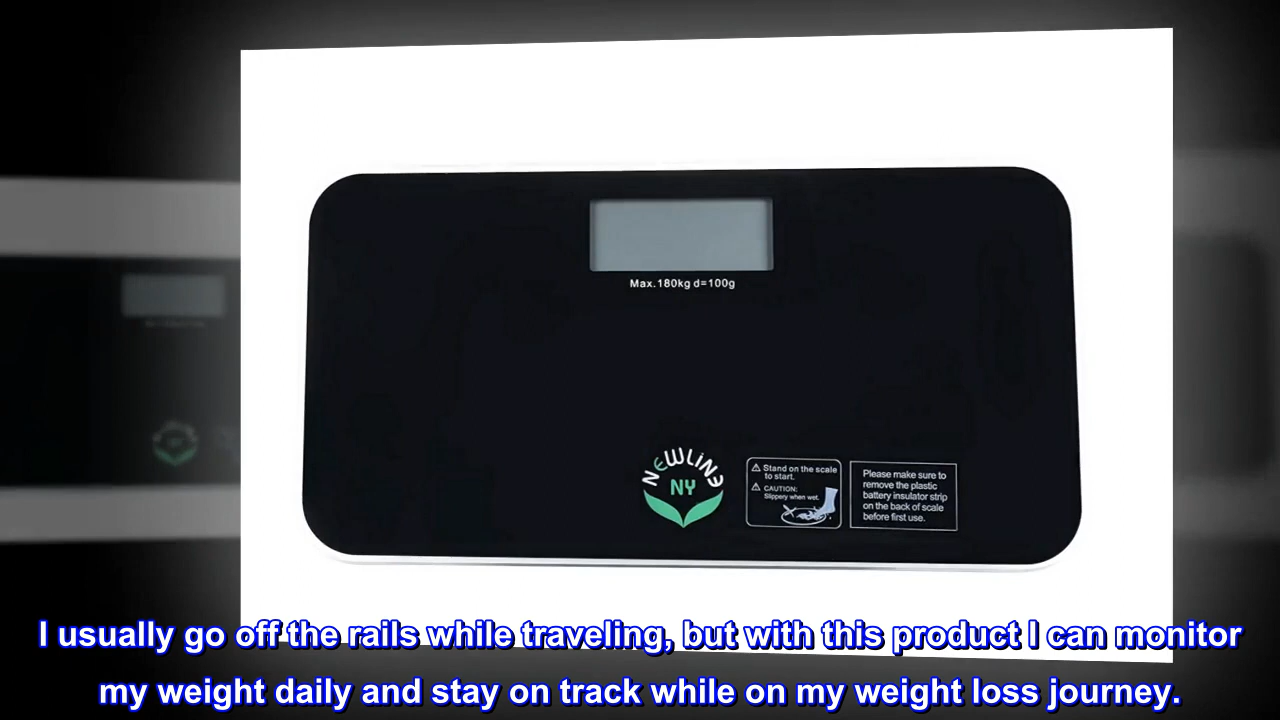 Max.180kg d=100g
NEWLINE
NY
Stand on the scale
to start.
CAUTION:
Slippery when wet.
Please make sure to
remove the plastic
battery insulator strip
on the back of scale
before first use.
I usually go off the rails while traveling, but with this product I can monitor
my weight daily and stay on track while on my weight loss journey.